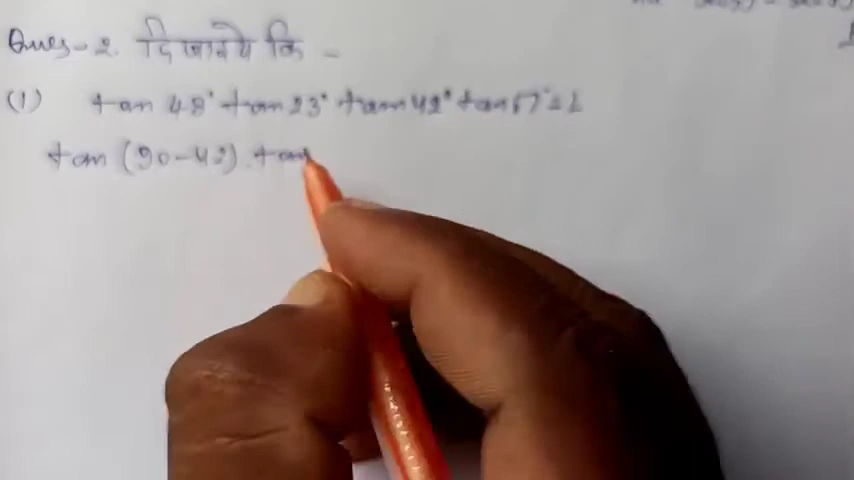 Ques-2. दिखाइये कि -
(1) tan 48° tan 23° tan 42° tan 67° = 1
tan (90-42). tan